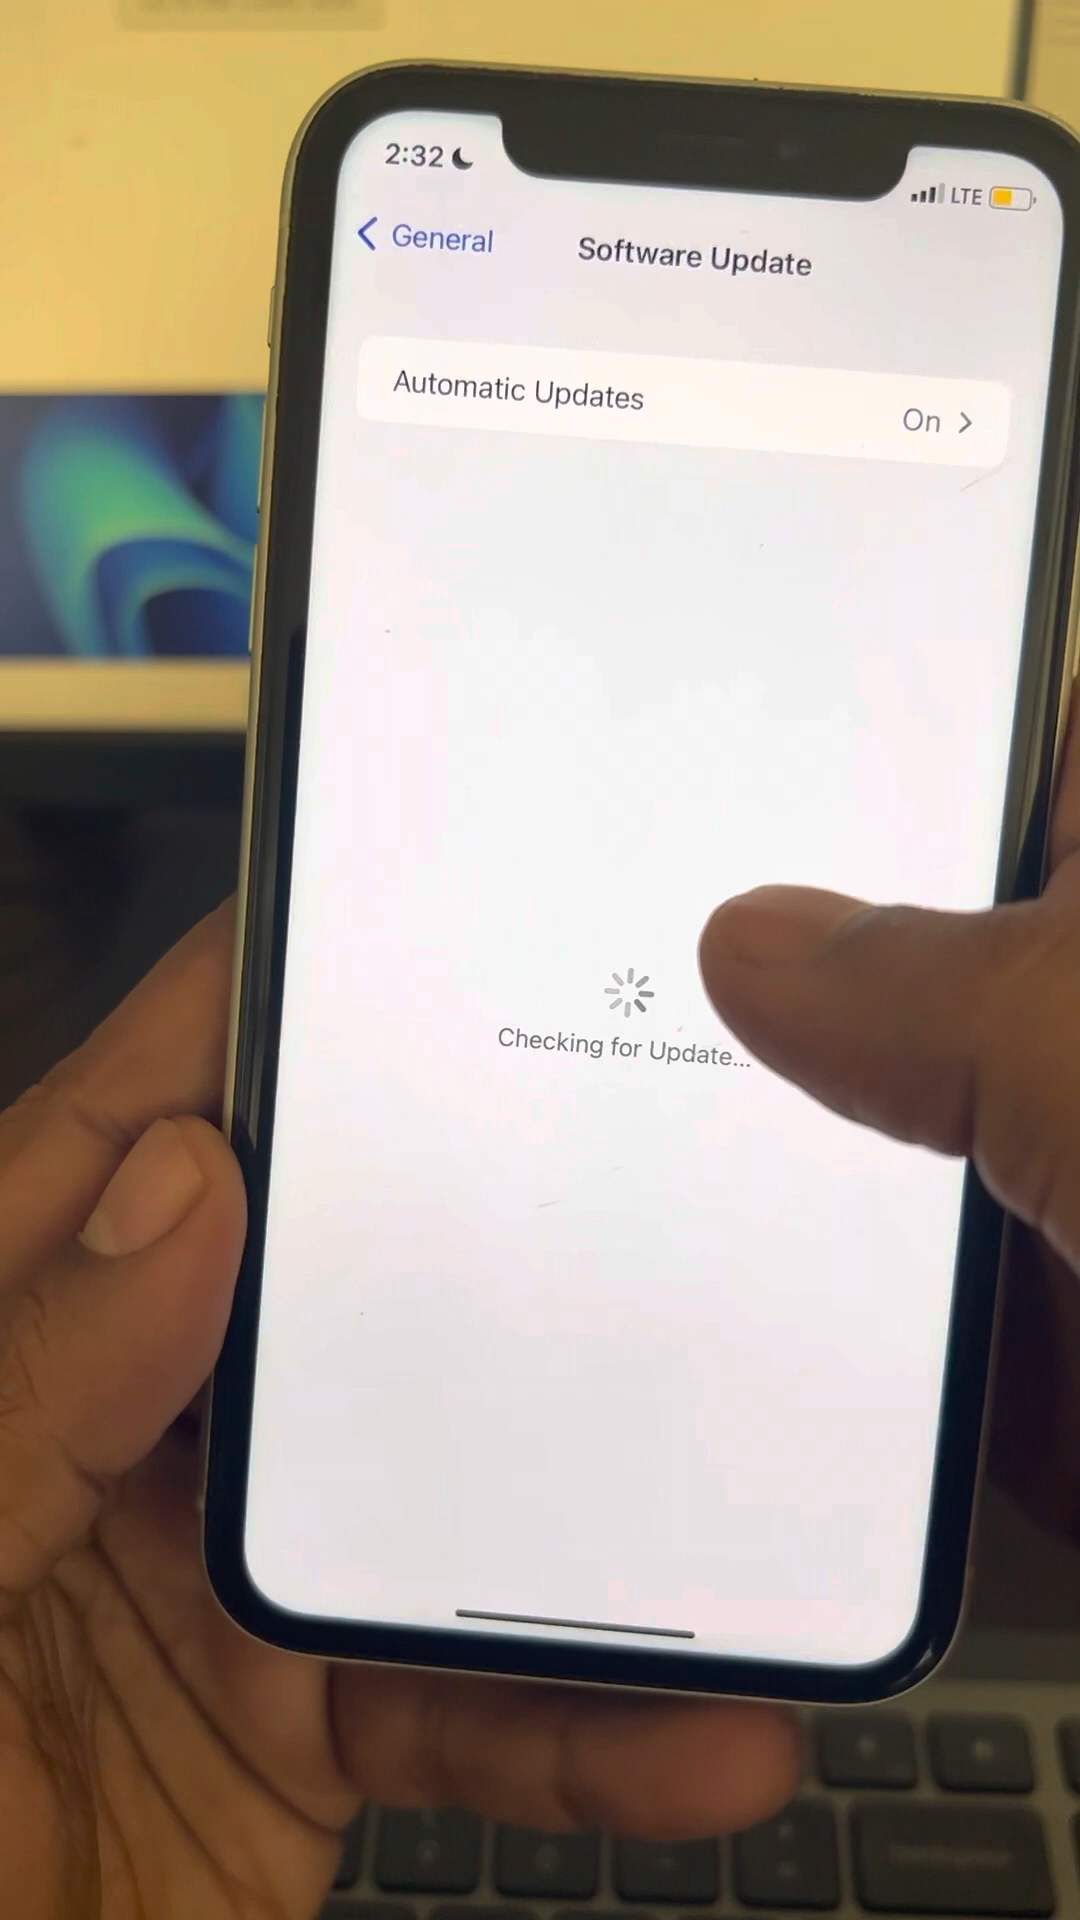 2:32
LTE
General
Software Update
Automatic Updates
On
Checking for Update...